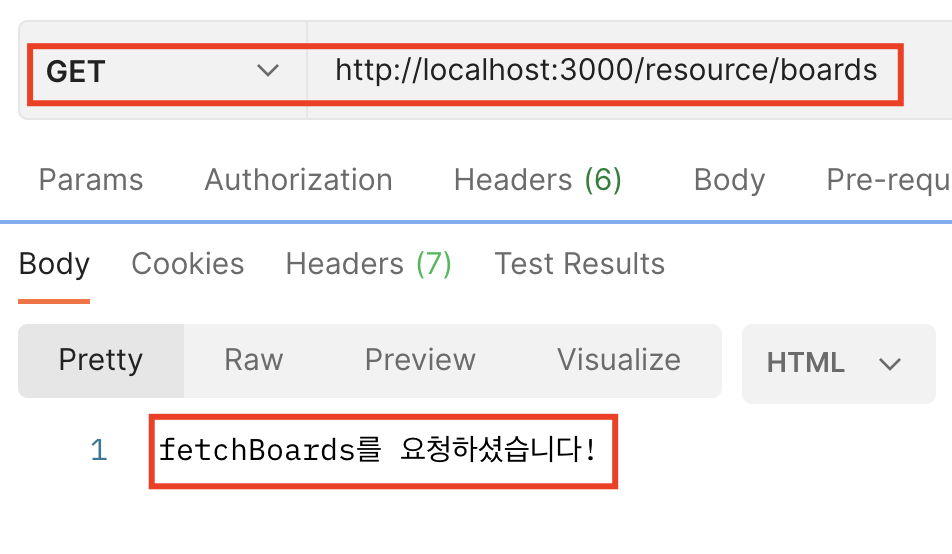 GET http://localhost:3000/resource/boards
Params Authorization Headers (6) Body Pre-requ
Body Cookies Headers (7) Test Results
Pretty Raw Preview Visualize HTML
1 fetchBoards를 요청하셨습니다!